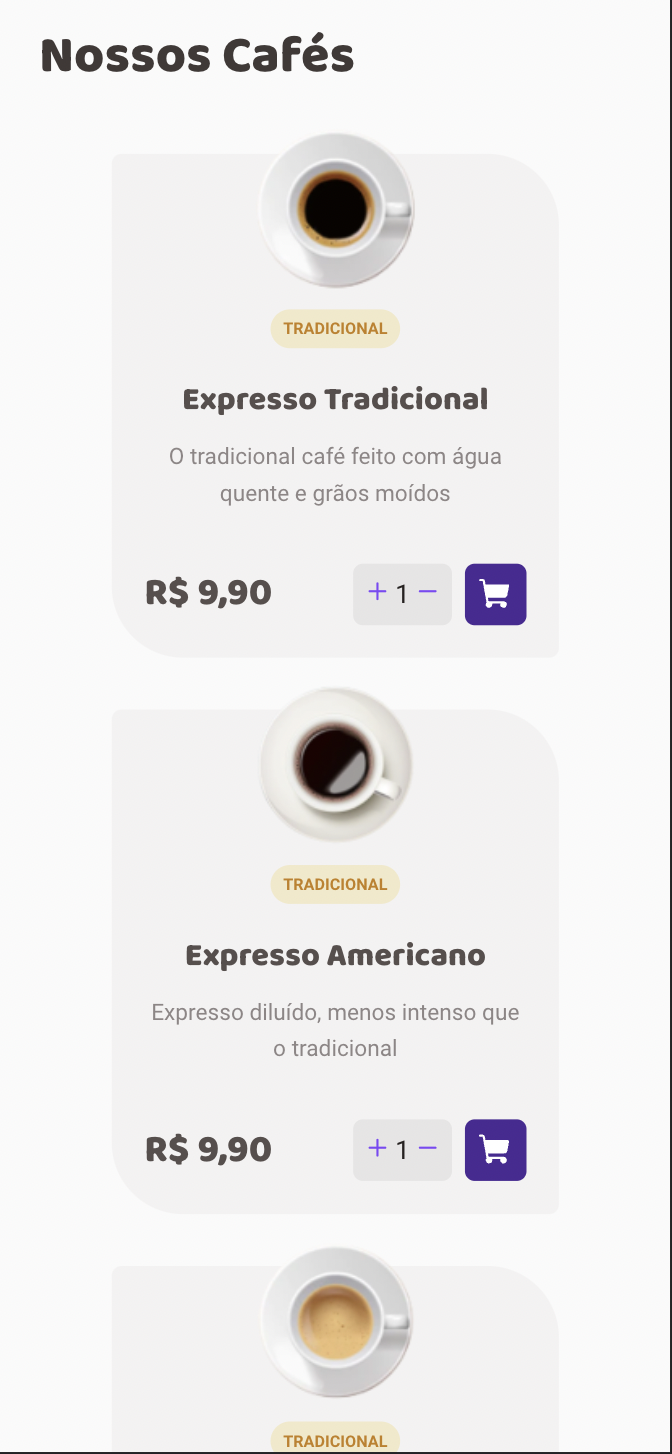 Nossos Cafés
TRADICIONAL
Expresso Tradicional
O tradicional café feito com água
quente e grãos moídos
R$ 9,90 + 1 −
TRADICIONAL
Expresso Americano
Expresso diluído, menos intenso que
o tradicional
R$ 9,90 + 1 −
TRADICIONAL